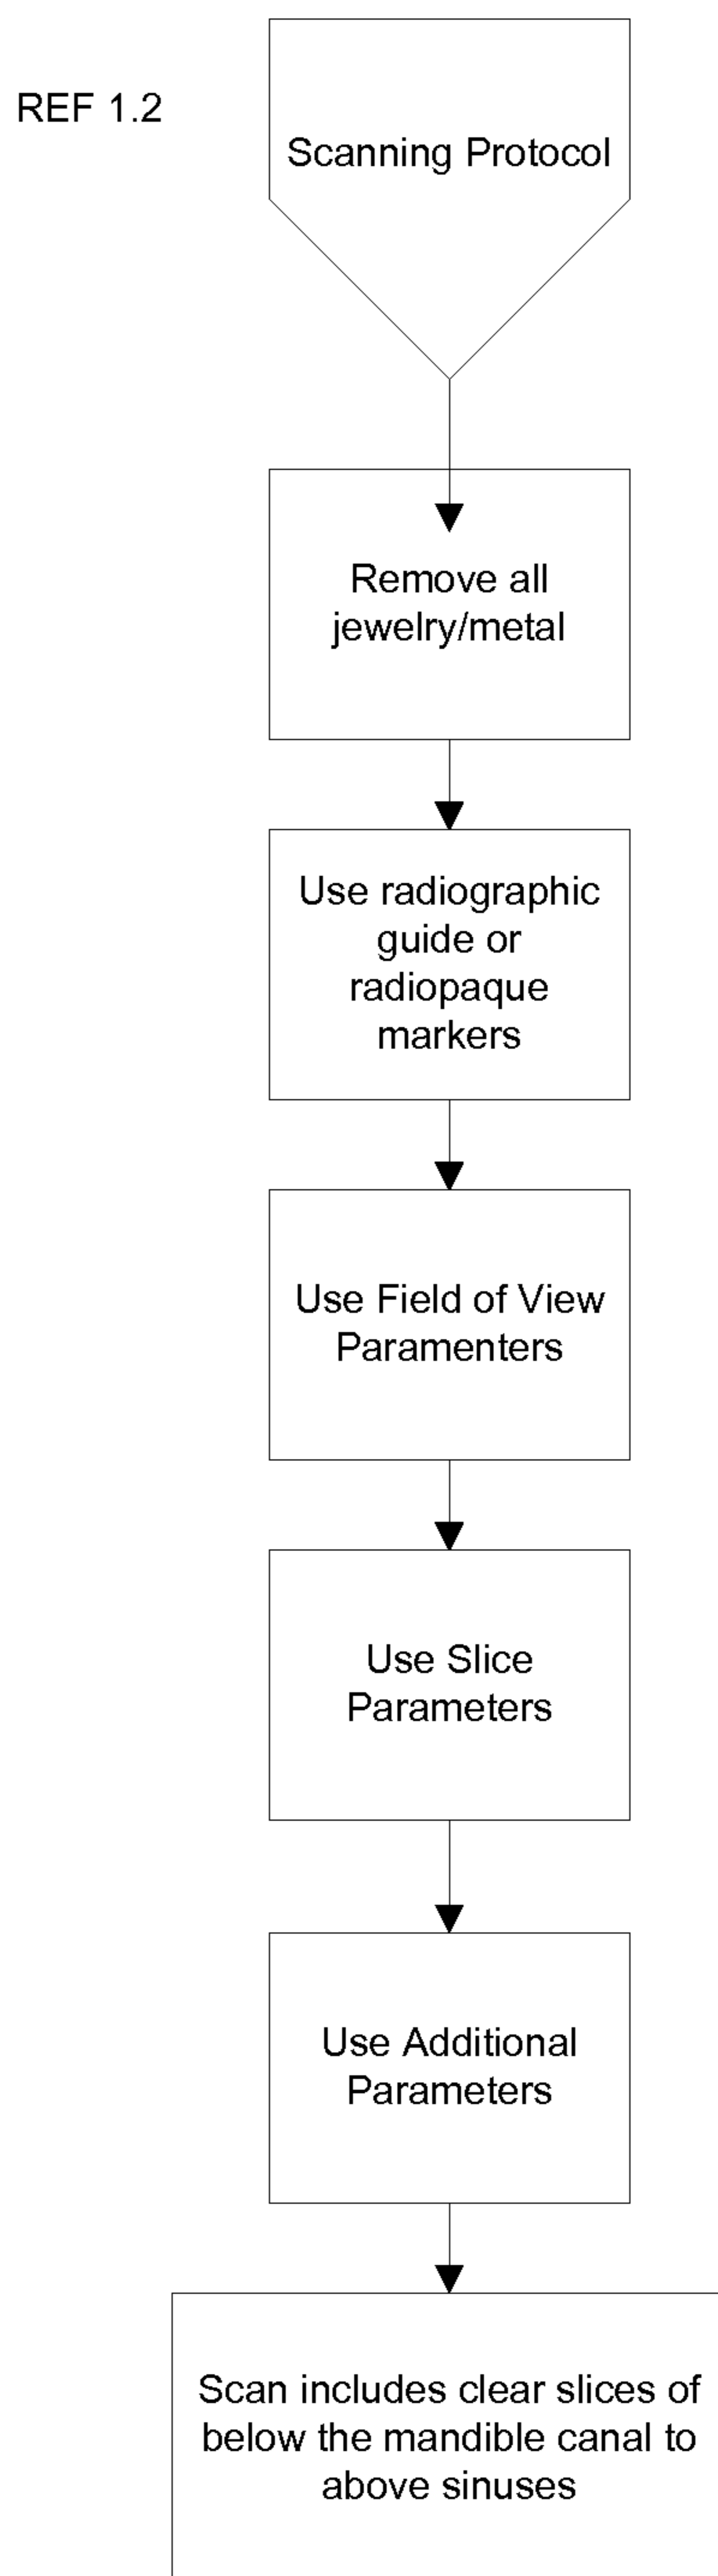 REF 1.2
Scanning Protocol
Remove all
jewelry/metal
Use radiographic
guide or
radiopaque
markers
Use Field of View
Paramenters
Use Slice
Parameters
Use Additional
Parameters
Scan includes clear slices of
below the mandible canal to
above sinuses